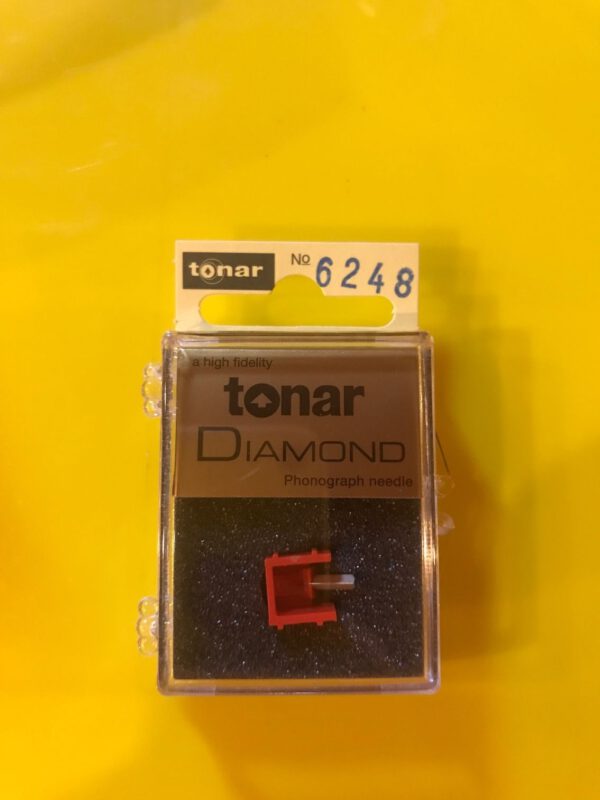 tonar No 6248
a high fidelity
tonar
DIAMOND
Phonograph needle